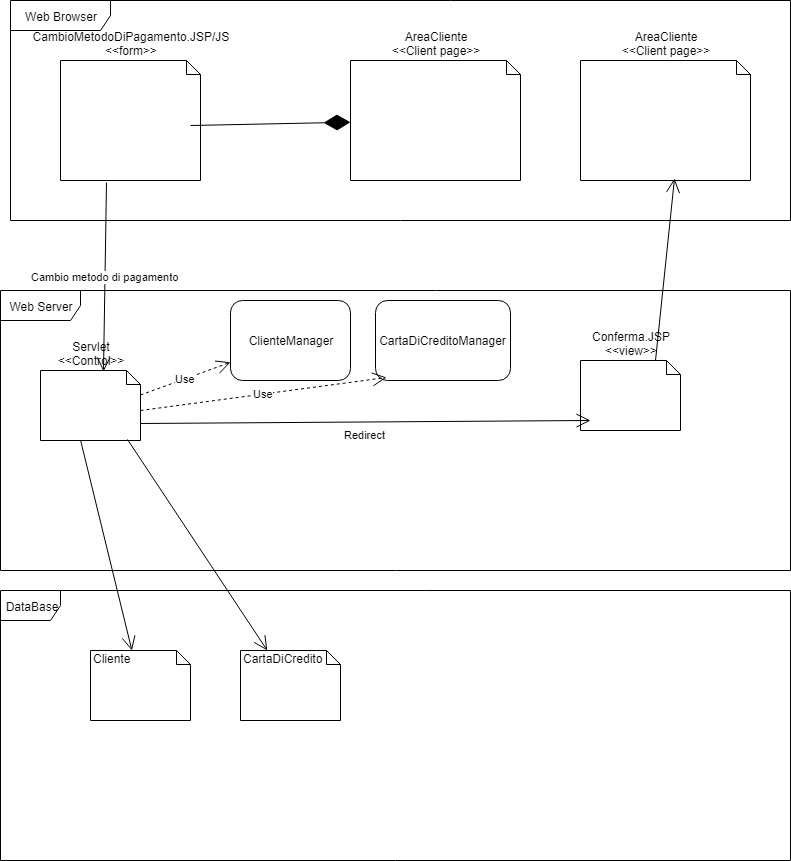 Web Browser
CambioMetodoDiPagamento.JSP/JS
<<form>>
AreaCliente
<<Client page>>
AreaCliente
<<Client page>>
Cambio metodo di pagamento
Web Server
Servlet
<<Control>>
ClienteManager
CartaDiCreditoManager
Conferma.JSP
<<view>>
Use
Use
Redirect
DataBase
Cliente
CartaDiCredito